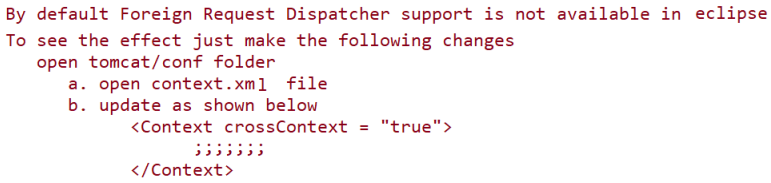 By default Foreign Request Dispatcher support is not available in eclipse
To see the effect just make the following changes
open tomcat/conf folder
a. open context.xml file
b. update as shown below
<Context crossContext = "true">
;;;;;;;
</Context>